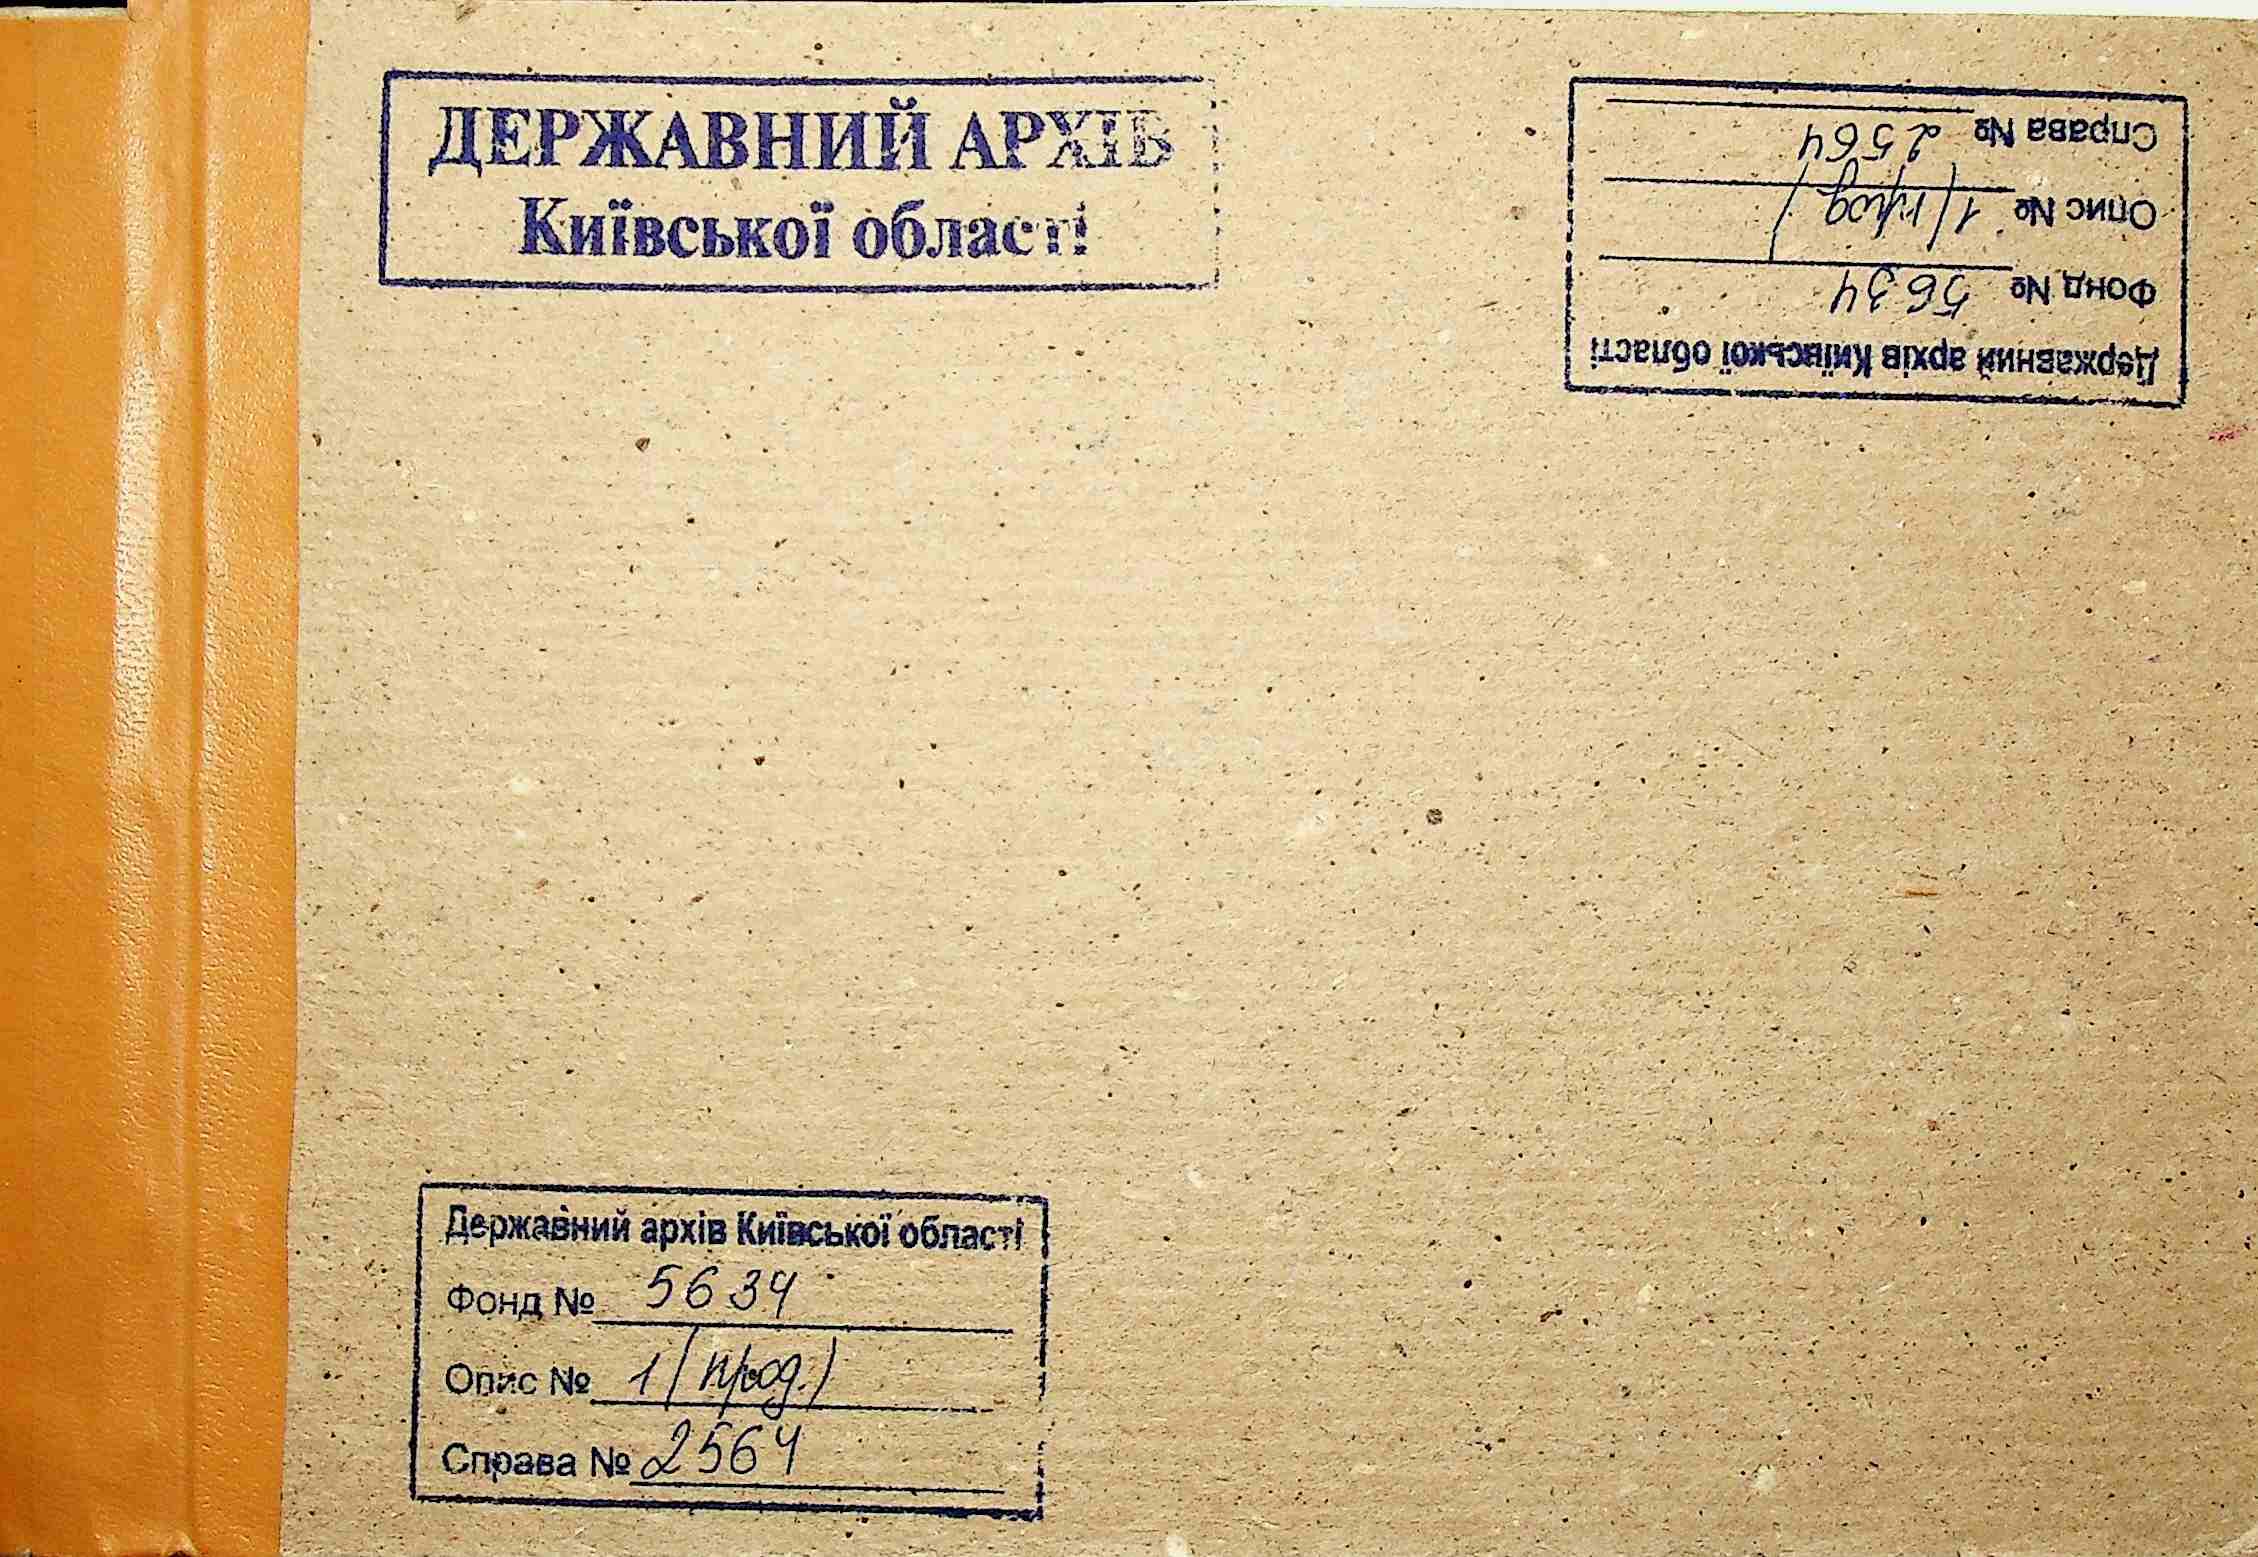 ДЕРЖАВНИЙ АРХІВ
Київської області
Державний архів Київської області
Фонд № 5634
Опис № 1 (прод)
Справа № 2564
Державний архів Київської області
Фонд № 5634
Опис № 1 (прод.)
Справа № 2564